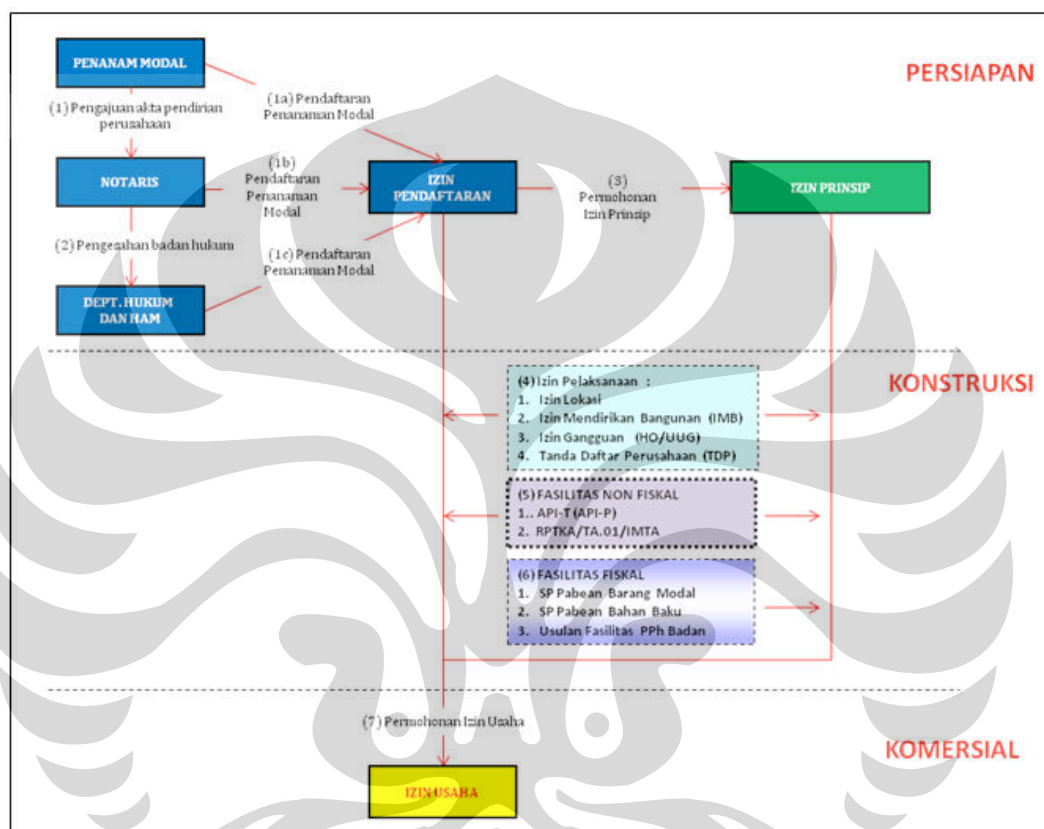 PENANAM MODAL
PERSIAPAN
(1) Pengajuan akta pendirian
perusahaan
(1a) Pendaftaran
Penanaman Modal
NOTARIS
(1b)
Pendaftaran
Penanaman
Modal
IZIN
PENDAFTARAN
(3)
Permohonan
Izin Prinsip
IZIN PRINSIP
(2) Pengesahan badan hukum
(1c) Pendaftaran
Penanaman Modal
DEPT. HUKUM
DAN HAM
KONSTRUKSI
(4) Izin Pelaksanaan :
1. Izin Lokasi
2. Izin Mendirikan Bangunan (IMB)
3. Izin Gangguan (HO/UUG)
4. Tanda Daftar Perusahaan (TDP)
(5) FASILITAS NON FISKAL
1.. API-T (API-P)
2. RPTKA/TA.01/IMTA
(6) FASILITAS FISKAL
1. SP Pabean Barang Modal
2. SP Pabean Bahan Baku
3. Usulan Fasilitas PPh Badan
(7) Permohonan Izin Usaha
KOMERSIAL
IZIN USAHA